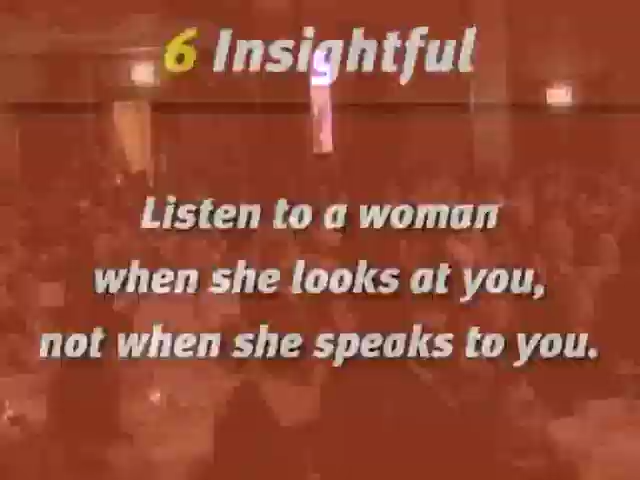 6 Insightful
Listen to a woman
when she looks at you,
not when she speaks to you.